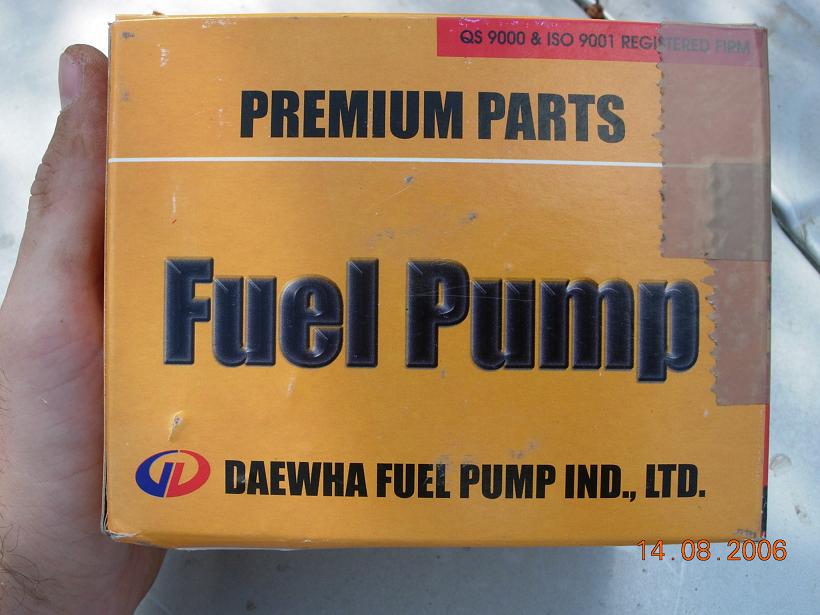 QS 9000 & ISO 9001 REGISTERED FIRM
PREMIUM PARTS
Fuel Pump
DAEWHA FUEL PUMP IND., LTD.
14.08.2006